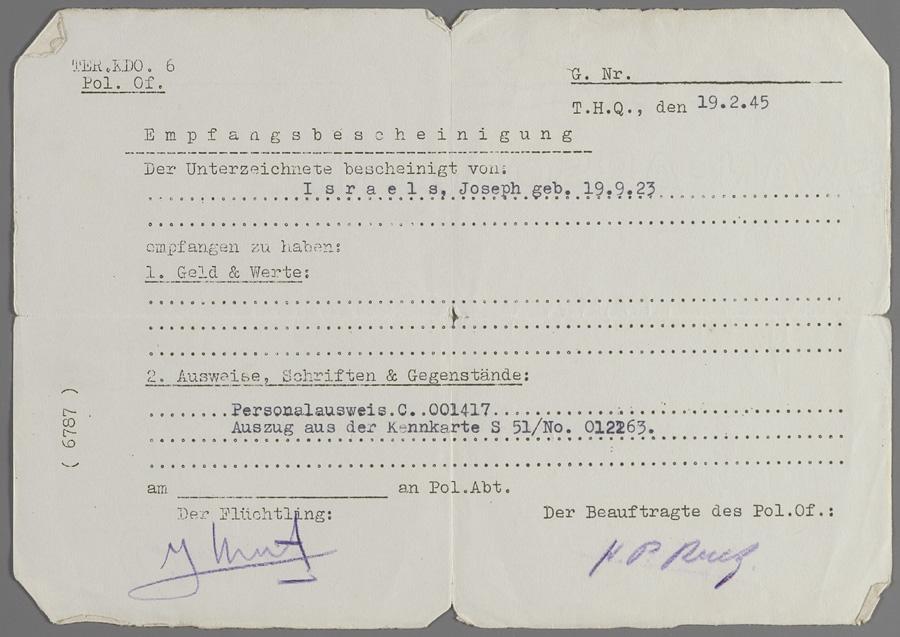 TER.KDO. 6
Pol. Of.
G. Nr.
T.H.Q., den 19.2.45
Empfangsbescheinigung
Der Unterzeichnete bescheinigt von:
Israels, Joseph geb. 19.9.23
empfangen zu haben:
1. Geld & Werte:
2. Ausweise, Schriften & Gegenstände:
Personalausweis.C..001417
Auszug aus der Kennkarte S 51/No. 012263.
( 6787 )
am an Pol.Abt.
Der Flüchtling:
Der Beauftragte des Pol.Of.: